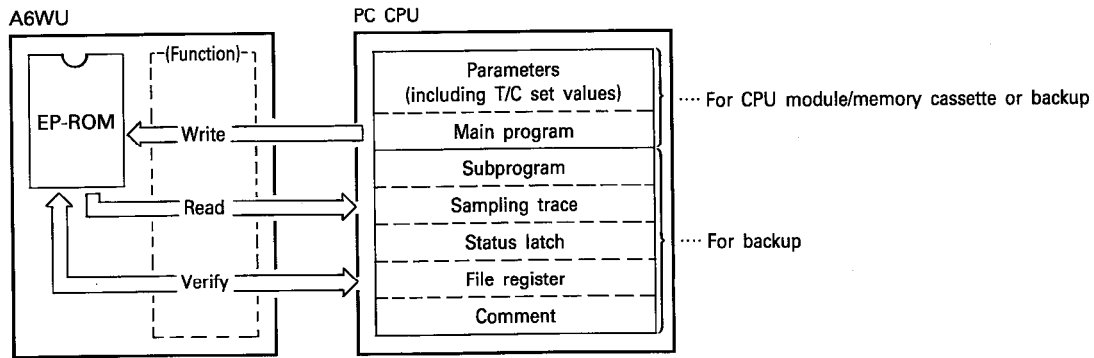 A6WU
PC CPU
(Function)
EP-ROM
Write
Read
Verify
Parameters
(including T/C set values)
Main program
Subprogram
Sampling trace
Status latch
File register
Comment
···· For CPU module/memory cassette or backup
···· For backup